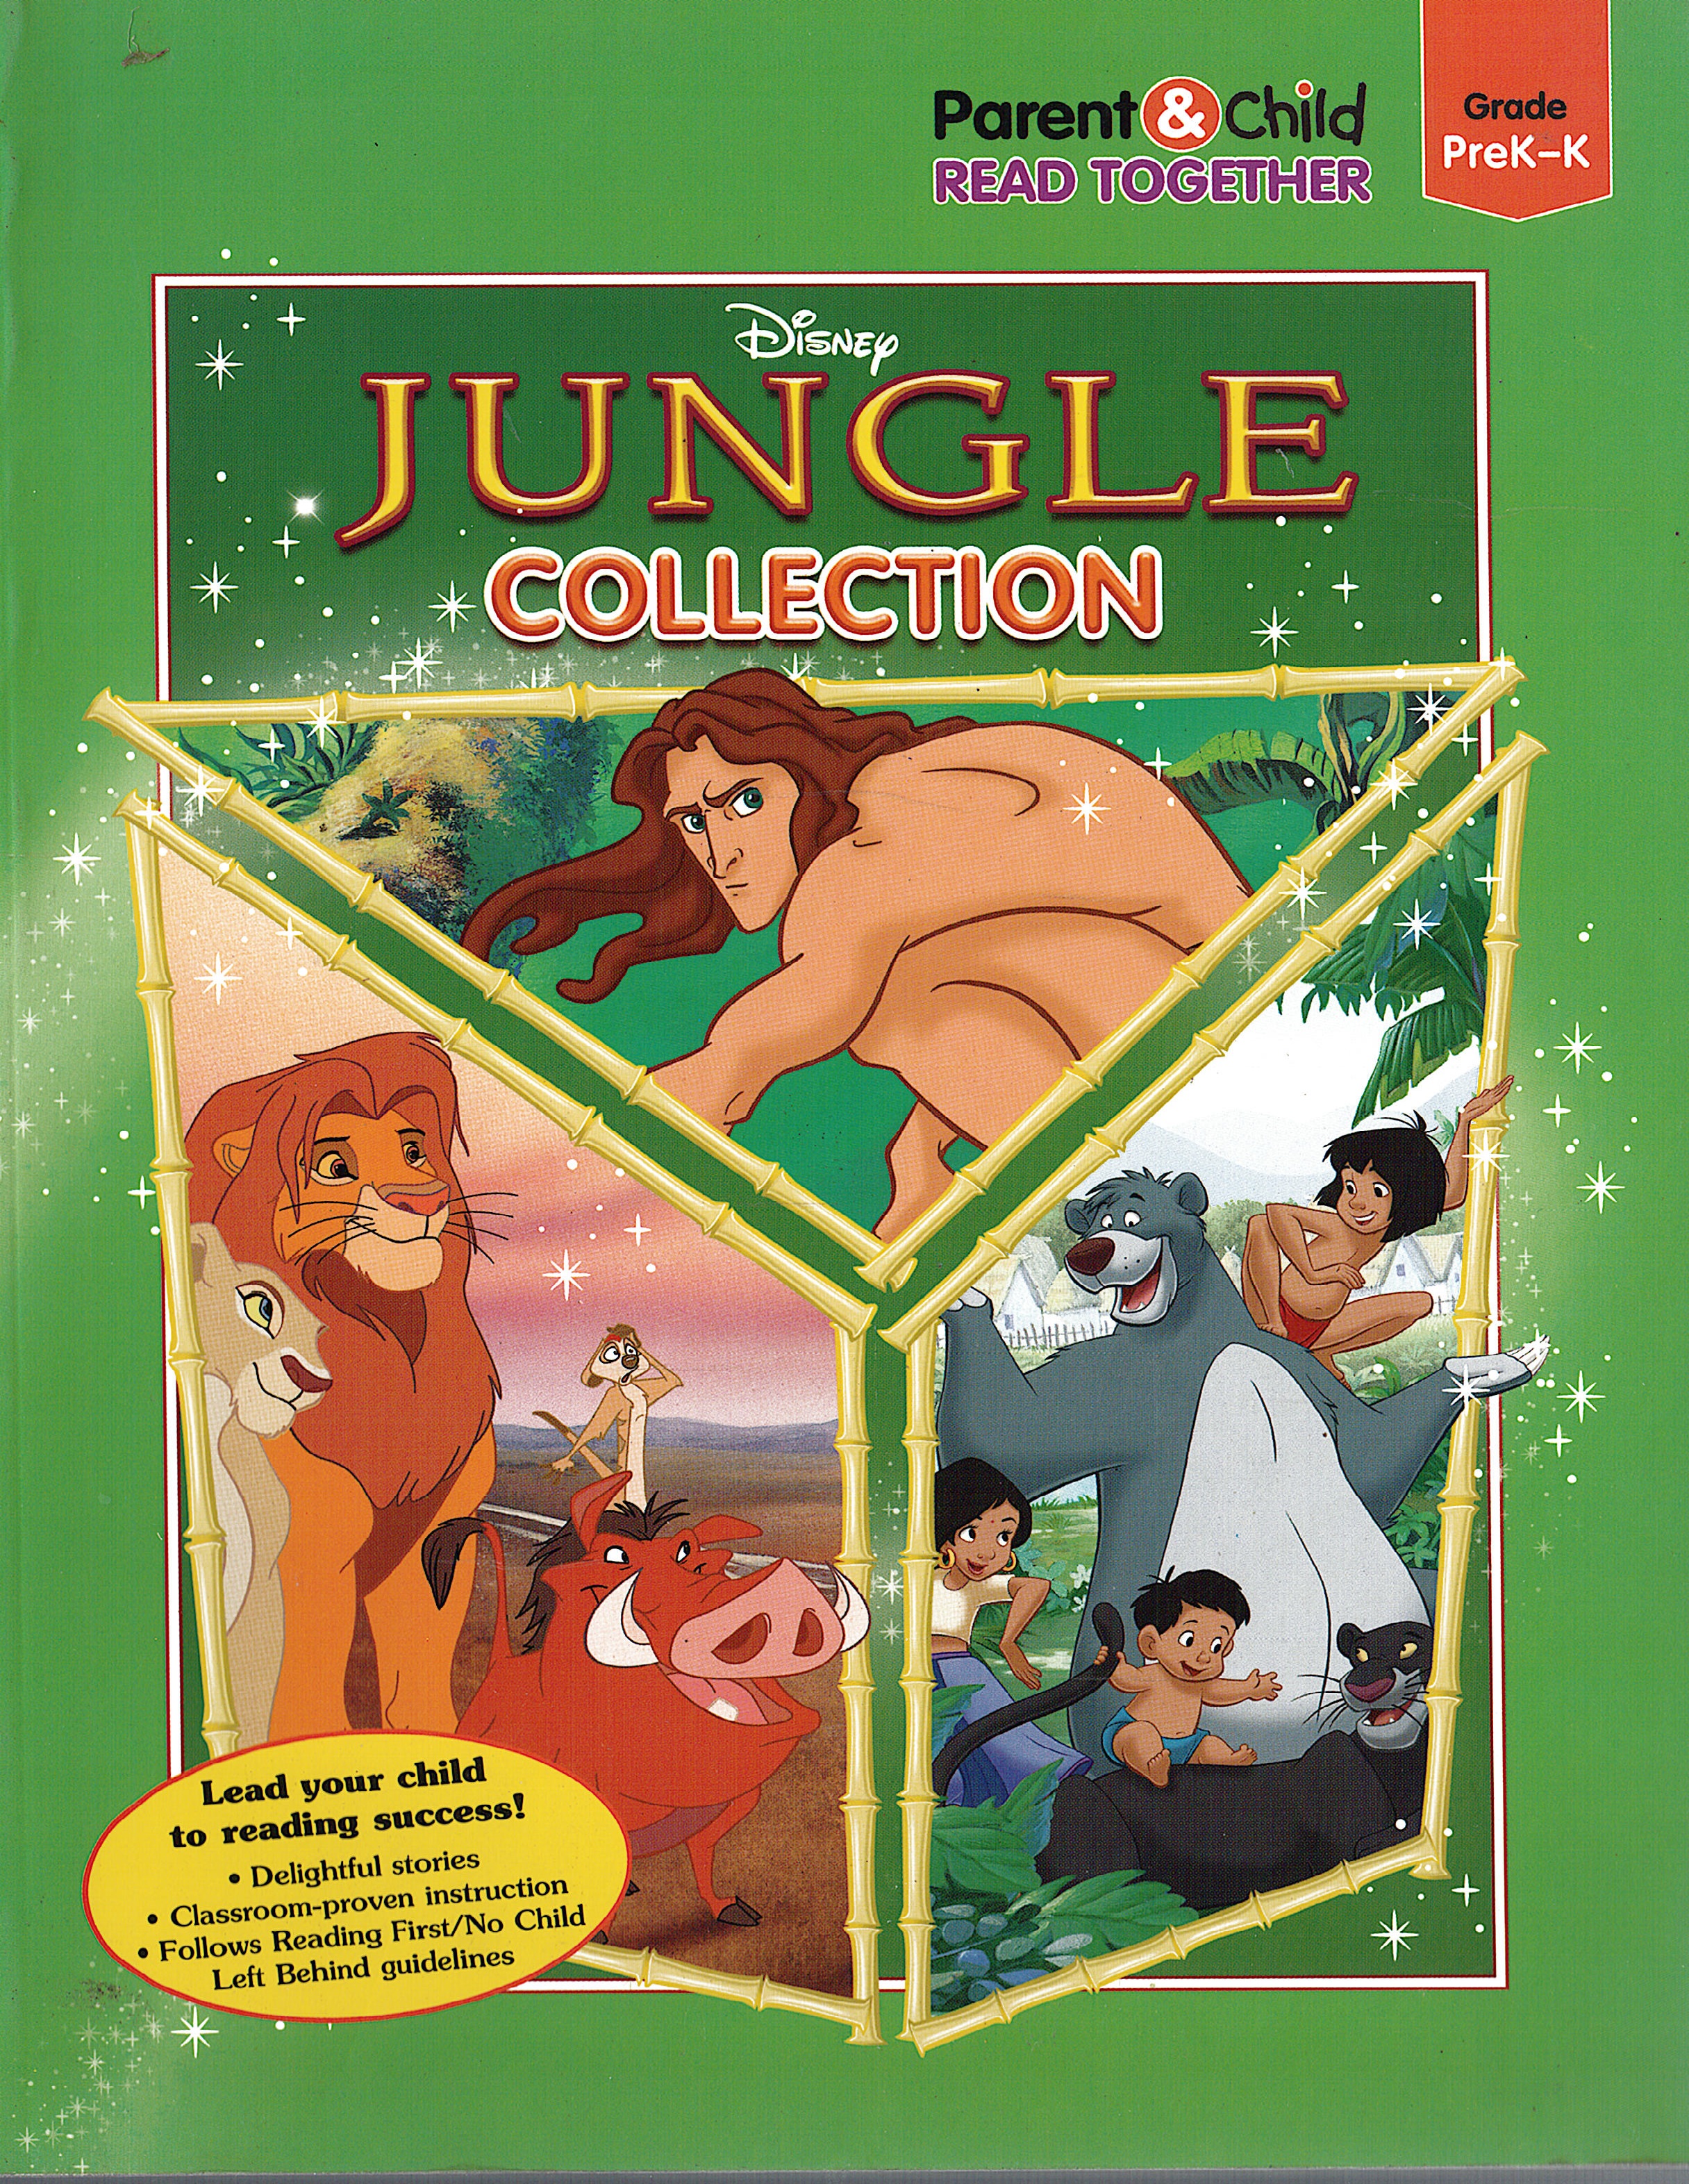 Parent & Child
READ TOGETHER
Grade
PreK–K
Disney
JUNGLE
COLLECTION
Lead your child
to reading success!
• Delightful stories
• Classroom-proven instruction
• Follows Reading First/No Child
Left Behind guidelines